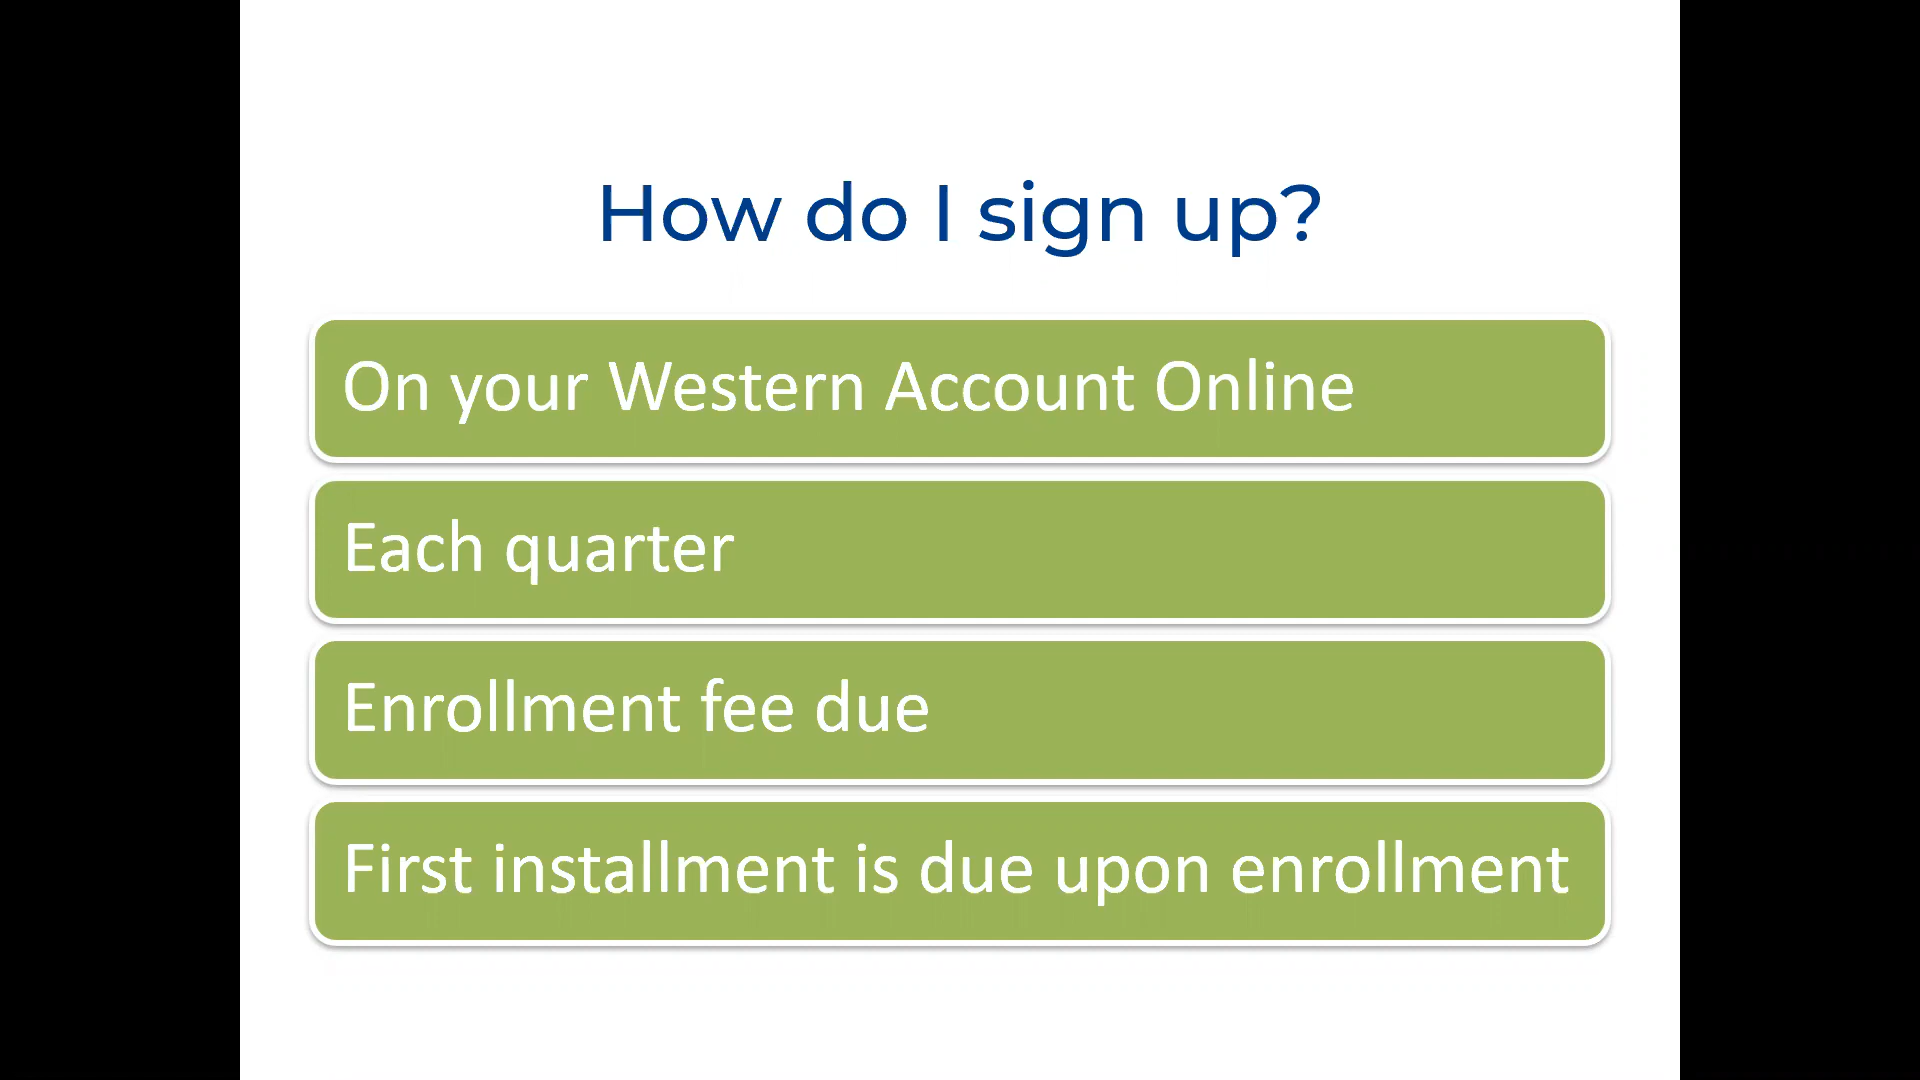 How do I sign up?
On your Western Account Online
Each quarter
Enrollment fee due
First installment is due upon enrollment